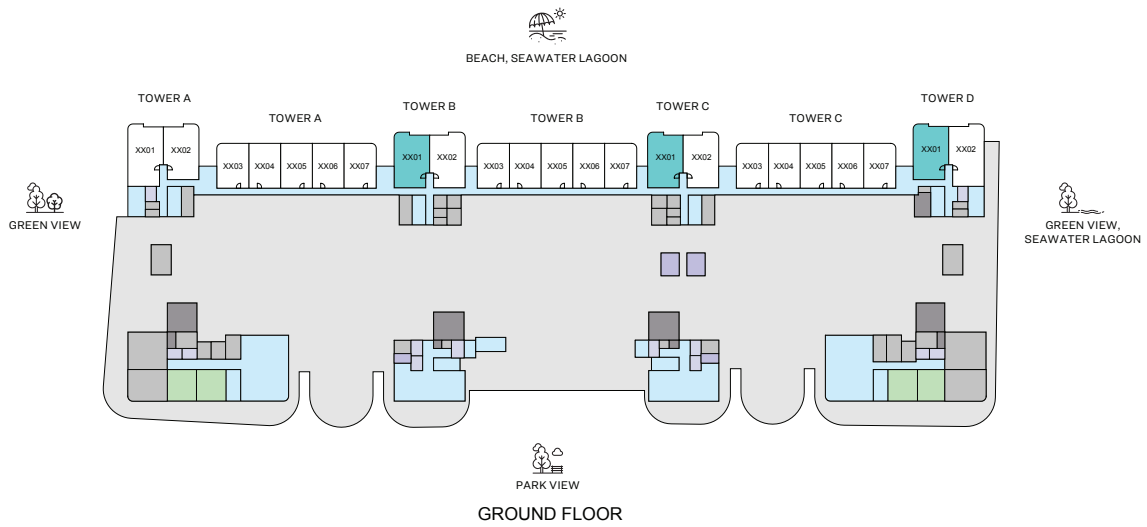 BEACH, SEAWATER LAGOON
TOWER A
TOWER A
TOWER B
TOWER B
TOWER C
TOWER C
TOWER D
XX01
XX02
XX03
XX04
XX05
XX06
XX07
XX01
XX02
XX03
XX04
XX05
XX06
XX07
XX01
XX02
XX03
XX04
XX05
XX06
XX07
XX01
XX02
GREEN VIEW
GREEN VIEW,
SEAWATER LAGOON
PARK VIEW
GROUND FLOOR